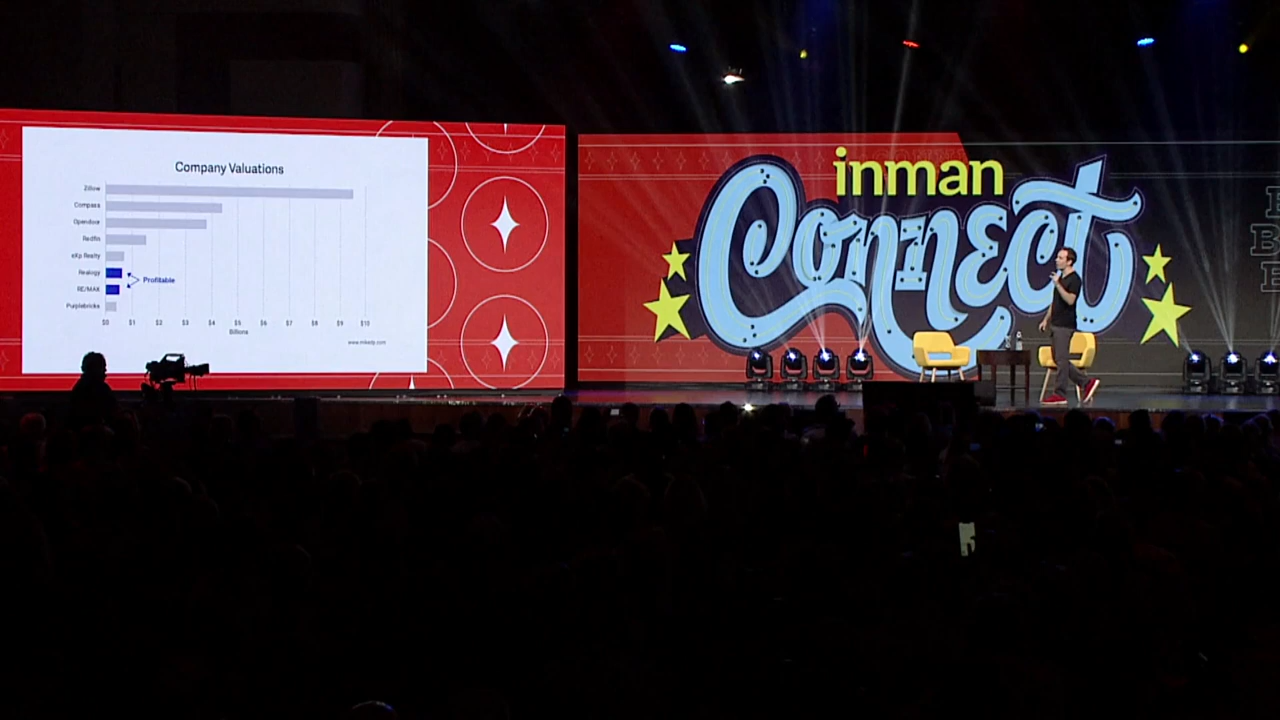 Company Valuations
Zillow
Compass
Opendoor
Redfin
eXp Realty
Realogy
RE/MAX
Purplebricks
Profitable
$0 $1 $2 $3 $4 $5 $6 $7 $8 $9 $10
Billions
www.mikedp.com
inman
Connect